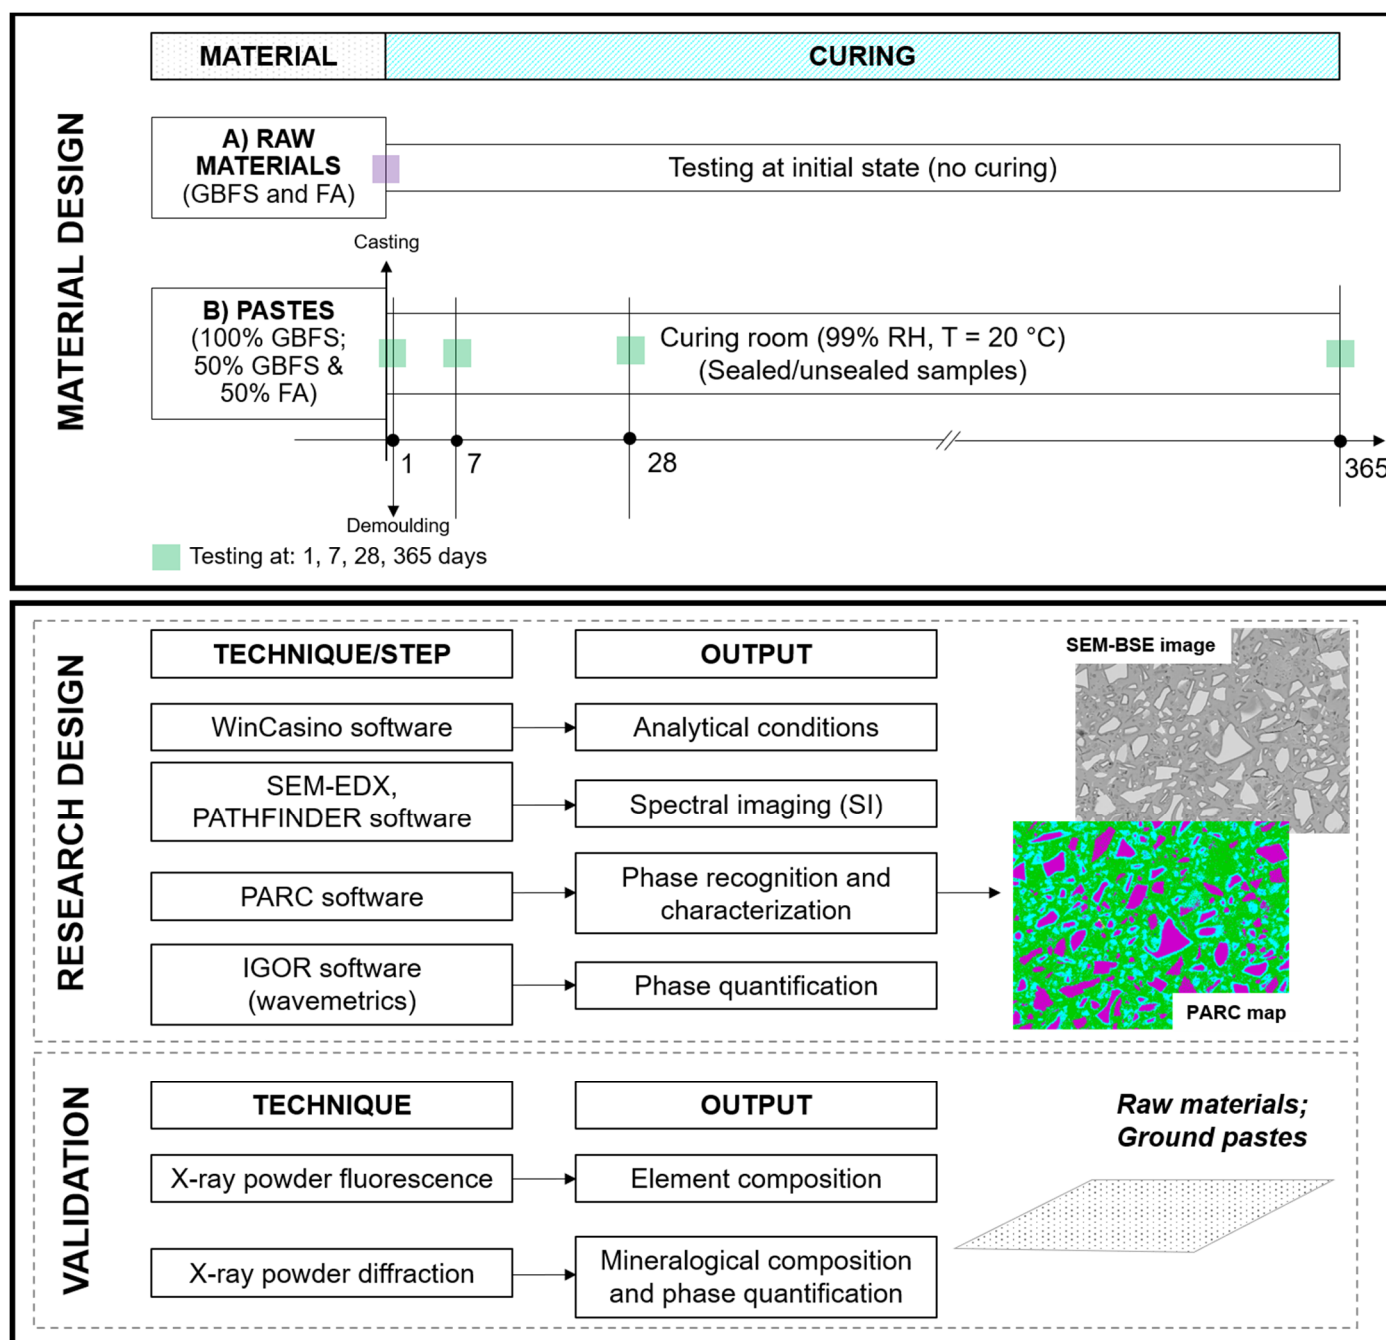 MATERIAL DESIGN
MATERIAL
CURING
A) RAW
MATERIALS
(GBFS and FA)
Testing at initial state (no curing)
Casting
B) PASTES
(100% GBFS;
50% GBFS &
50% FA)
Curing room (99% RH, T = 20 °C)
(Sealed/unsealed samples)
1
7
28
365
Demoulding
Testing at: 1, 7, 28, 365 days
RESEARCH DESIGN
TECHNIQUE/STEP
OUTPUT
SEM-BSE image
WinCasino software
Analytical conditions
SEM-EDX,
PATHFINDER software
Spectral imaging (SI)
PARC software
Phase recognition and
characterization
IGOR software
(wavemetrics)
Phase quantification
PARC map
VALIDATION
TECHNIQUE
OUTPUT
Raw materials;
Ground pastes
X-ray powder fluorescence
Element composition
X-ray powder diffraction
Mineralogical composition
and phase quantification